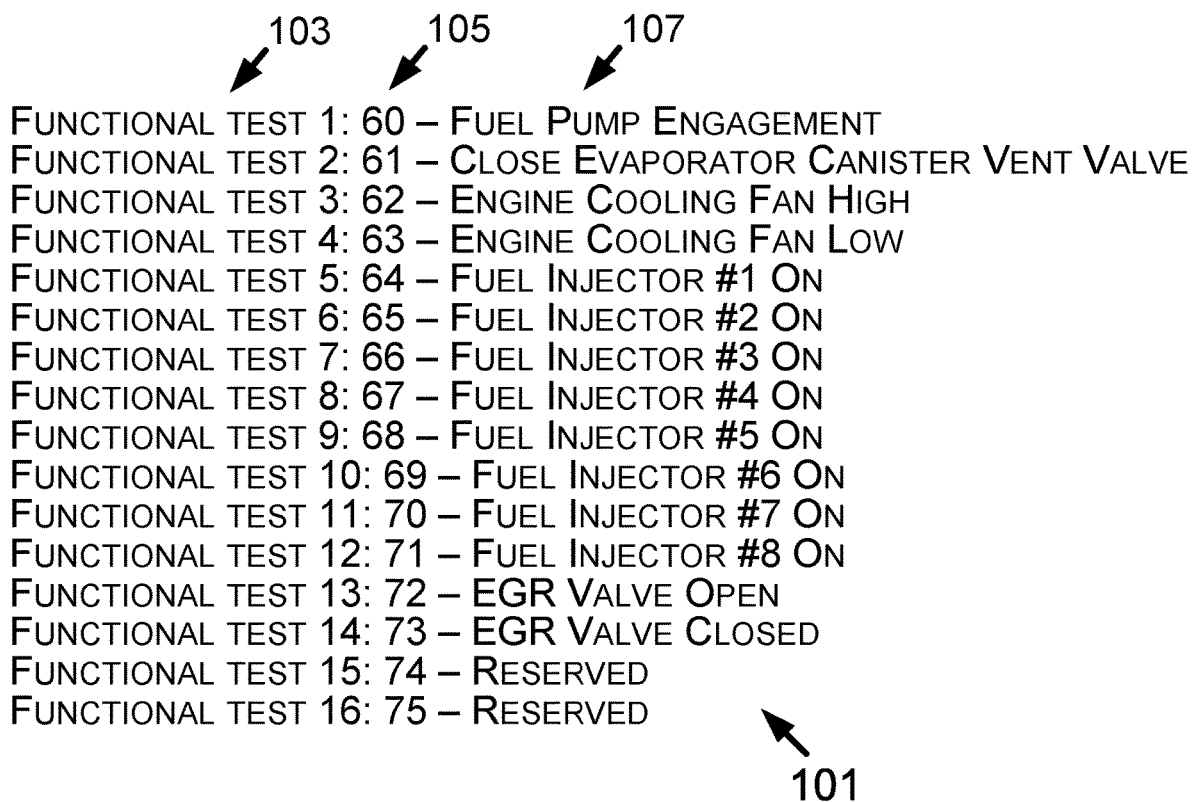 103 105 107
FUNCTIONAL TEST 1: 60 – FUEL PUMP ENGAGEMENT
FUNCTIONAL TEST 2: 61 – CLOSE EVAPORATOR CANISTER VENT VALVE
FUNCTIONAL TEST 3: 62 – ENGINE COOLING FAN HIGH
FUNCTIONAL TEST 4: 63 – ENGINE COOLING FAN LOW
FUNCTIONAL TEST 5: 64 – FUEL INJECTOR #1 ON
FUNCTIONAL TEST 6: 65 – FUEL INJECTOR #2 ON
FUNCTIONAL TEST 7: 66 – FUEL INJECTOR #3 ON
FUNCTIONAL TEST 8: 67 – FUEL INJECTOR #4 ON
FUNCTIONAL TEST 9: 68 – FUEL INJECTOR #5 ON
FUNCTIONAL TEST 10: 69 – FUEL INJECTOR #6 ON
FUNCTIONAL TEST 11: 70 – FUEL INJECTOR #7 ON
FUNCTIONAL TEST 12: 71 – FUEL INJECTOR #8 ON
FUNCTIONAL TEST 13: 72 – EGR VALVE OPEN
FUNCTIONAL TEST 14: 73 – EGR VALVE CLOSED
FUNCTIONAL TEST 15: 74 – RESERVED
FUNCTIONAL TEST 16: 75 – RESERVED
101